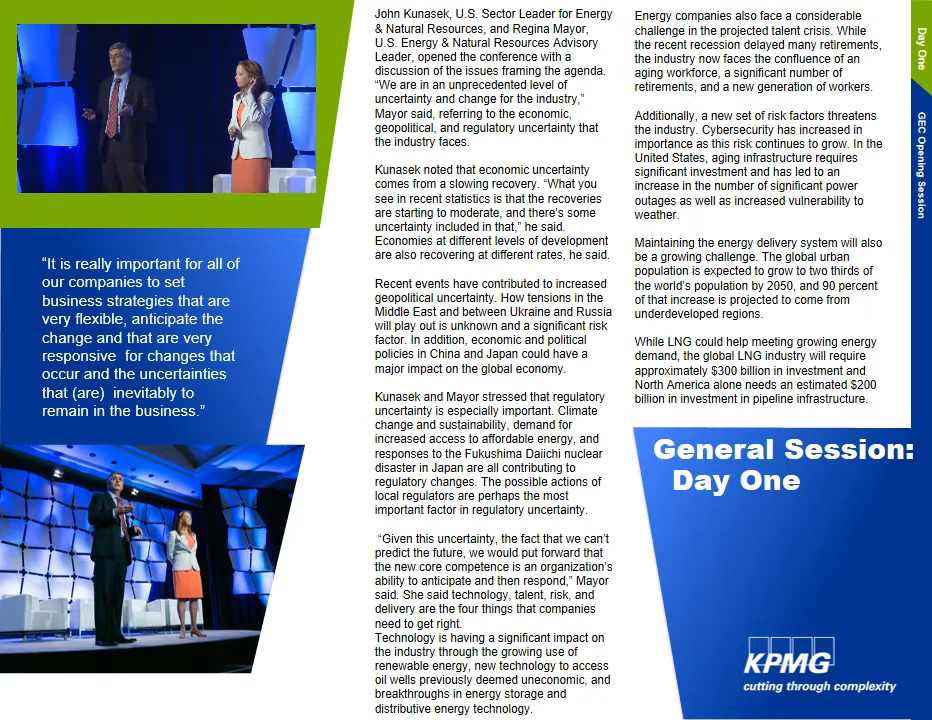 “It is really important for all of
our companies to set
business strategies that are
very flexible, anticipate the
change and that are very
responsive  for changes that
occur and the uncertainties
that (are)  inevitably to
remain in the business.”
John Kunasek, U.S. Sector Leader for Energy
& Natural Resources, and Regina Mayor,
U.S. Energy & Natural Resources Advisory
Leader, opened the conference with a
discussion of the issues framing the agenda.
“We are in an unprecedented level of
uncertainty and change for the industry,”
Mayor said, referring to the economic,
geopolitical, and regulatory uncertainty that
the industry faces.
Kunasek noted that economic uncertainty
comes from a slowing recovery. “What you
see in recent statistics is that the recoveries
are starting to moderate, and there’s some
uncertainty included in that,” he said.
Economies at different levels of development
are also recovering at different rates, he said.
Recent events have contributed to increased
geopolitical uncertainty. How tensions in the
Middle East and between Ukraine and Russia
will play out is unknown and a significant risk
factor. In addition, economic and political
policies in China and Japan could have a
major impact on the global economy.
Kunasek and Mayor stressed that regulatory
uncertainty is especially important. Climate
change and sustainability, demand for
increased access to affordable energy, and
responses to the Fukushima Daiichi nuclear
disaster in Japan are all contributing to
regulatory changes. The possible actions of
local regulators are perhaps the most
important factor in regulatory uncertainty.
“Given this uncertainty, the fact that we can’t
predict the future, we would put forward that
the new core competence is an organization’s
ability to anticipate and then respond,” Mayor
said. She said technology, talent, risk, and
delivery are the four things that companies
need to get right.
Technology is having a significant impact on
the industry through the growing use of
renewable energy, new technology to access
oil wells previously deemed uneconomic, and
breakthroughs in energy storage and
distributive energy technology.
Energy companies also face a considerable
challenge in the projected talent crisis. While
the recent recession delayed many retirements,
the industry now faces the confluence of an
aging workforce, a significant number of
retirements, and a new generation of workers.
Additionally, a new set of risk factors threatens
the industry. Cybersecurity has increased in
importance as this risk continues to grow. In the
United States, aging infrastructure requires
significant investment and has led to an
increase in the number of significant power
outages as well as increased vulnerability to
weather.
Maintaining the energy delivery system will also
be a growing challenge. The global urban
population is expected to grow to two thirds of
the world’s population by 2050, and 90 percent
of that increase is projected to come from
underdeveloped regions.
While LNG could help meeting growing energy
demand, the global LNG industry will require
approximately $300 billion in investment and
North America alone needs an estimated $200
billion in investment in pipeline infrastructure.
Day One
GEC Opening Session
General Session:
Day One
KPMG
cutting through complexity